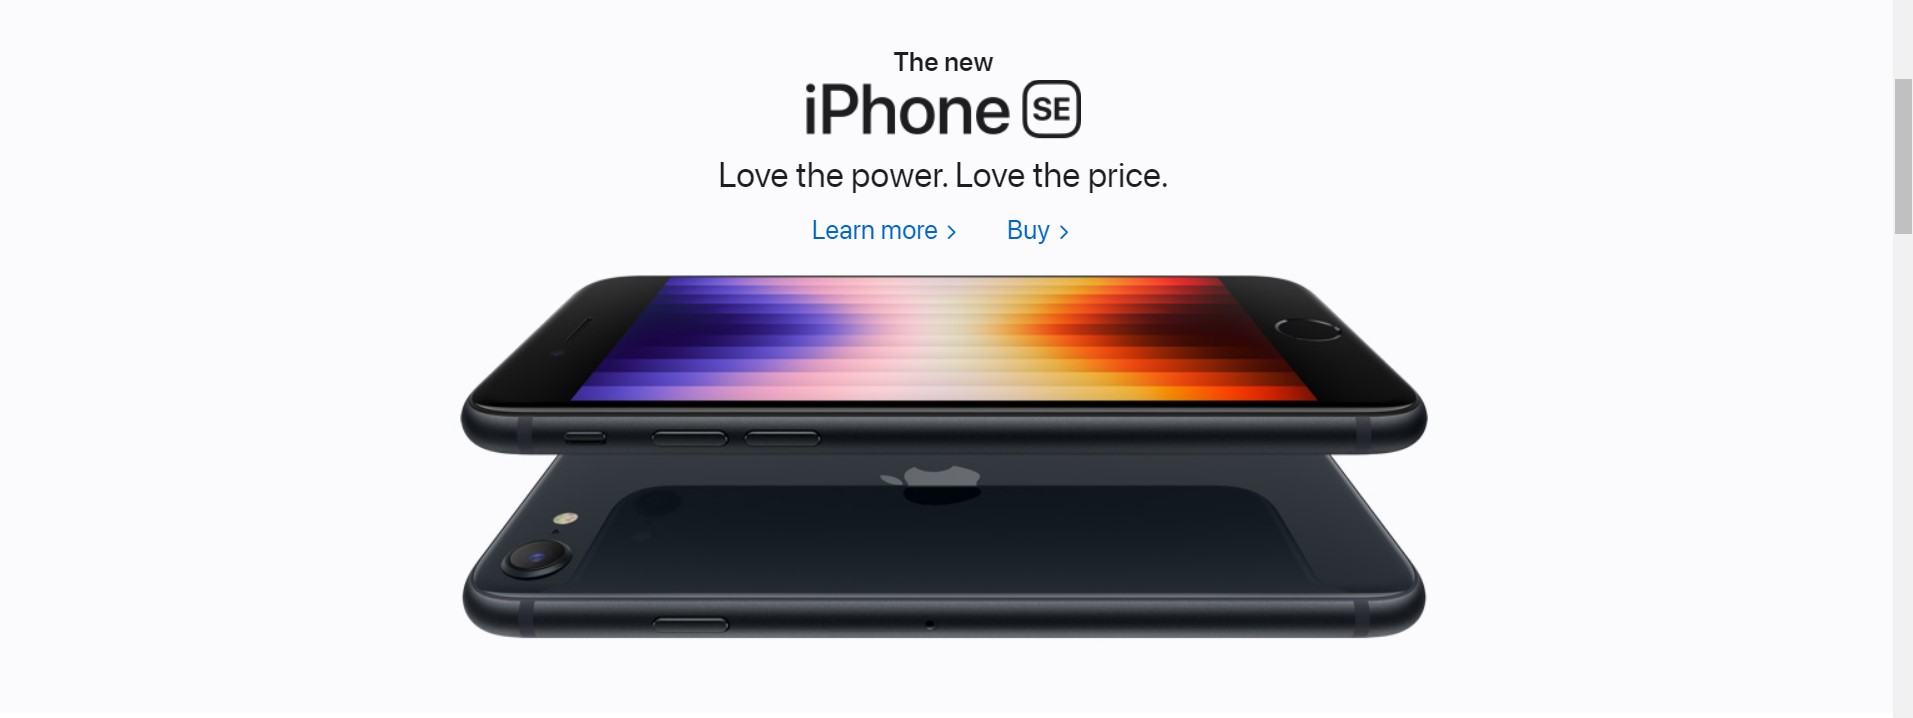 The new
iPhone SE
Love the power. Love the price.
Learn more >
Buy >